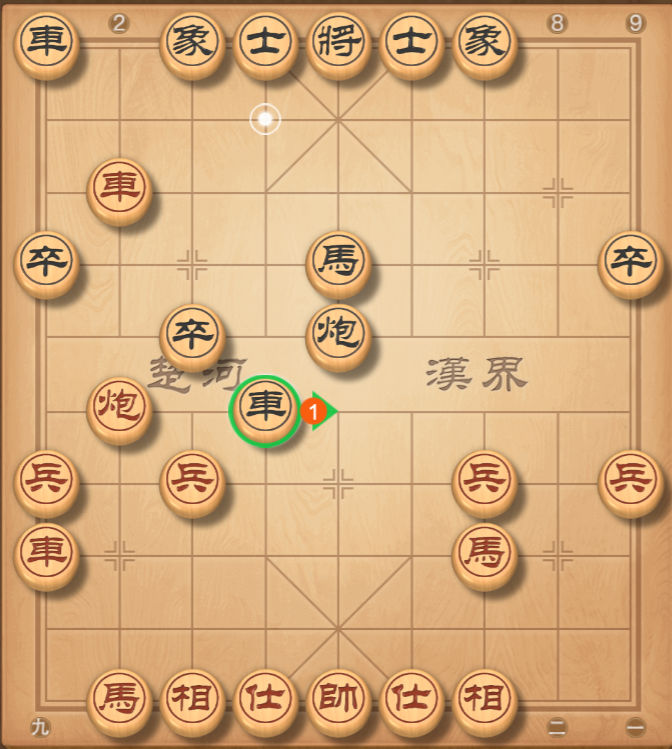 2 8 9
車 象 士 將 士 象
車
卒 馬 卒
卒 炮
楚河 漢界
炮 車 1
兵 兵 兵 兵
車 馬
馬 相 仕 帥 仕 相
九 二 一